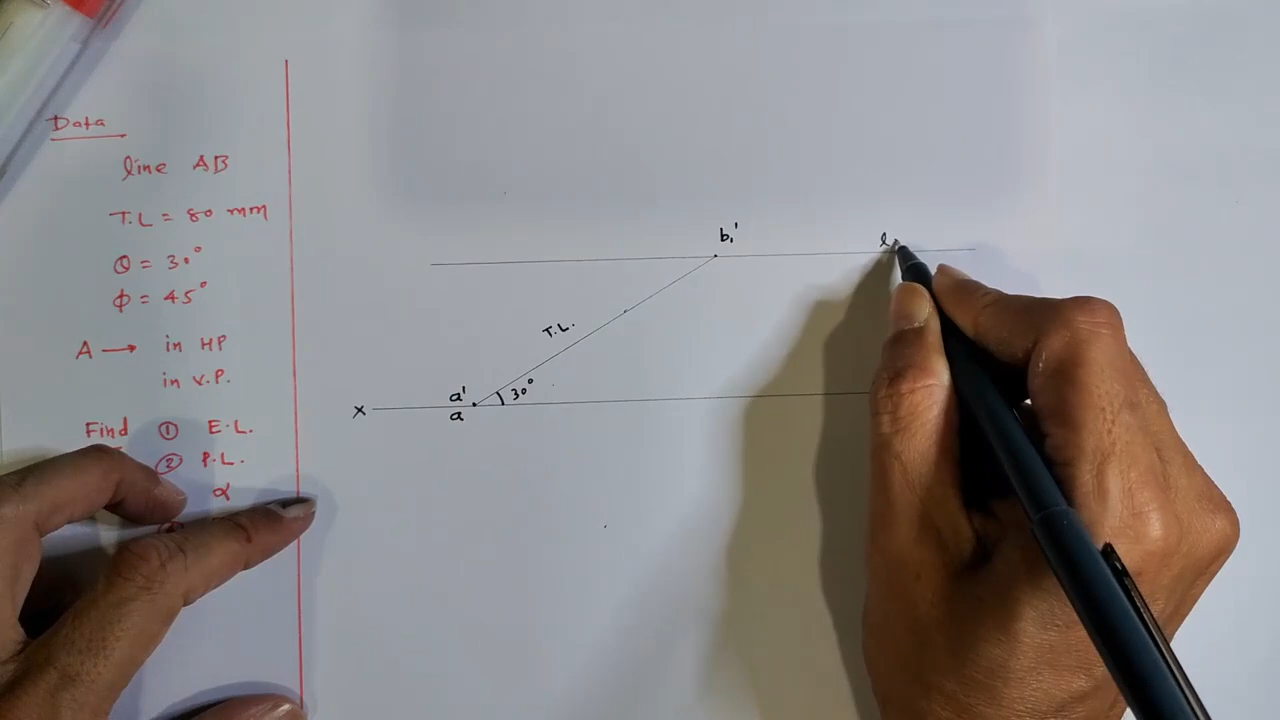 Data
line AB
T.L = 80 mm
θ = 30°
ϕ = 45°
A → in HP
in V.P.
Find ① E.L.
② P.L.
α
b₁'
l
T.L.
30°
a'
a
X